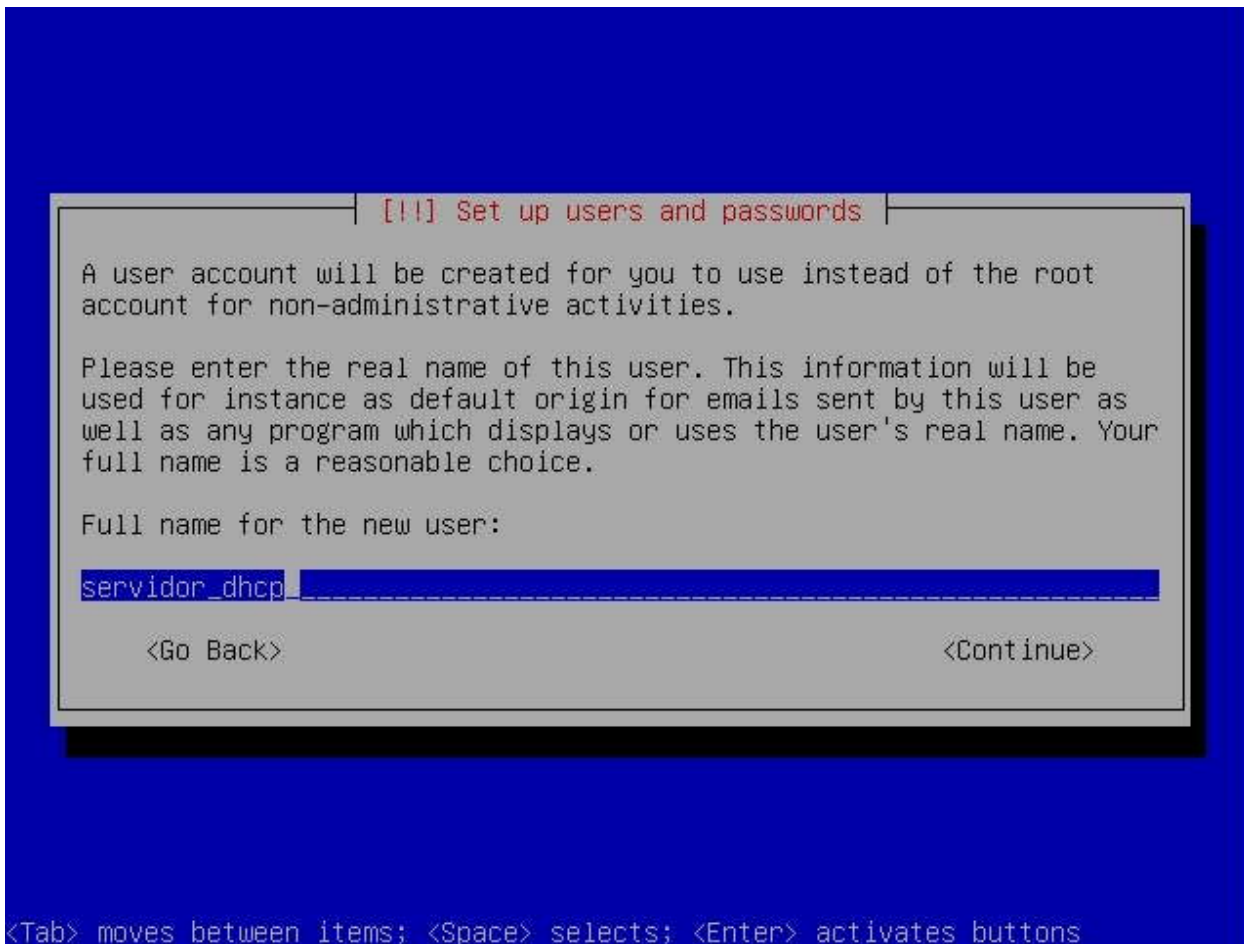 [!!] Set up users and passwords
A user account will be created for you to use instead of the root
account for non-administrative activities.
Please enter the real name of this user. This information will be
used for instance as default origin for emails sent by this user as
well as any program which displays or uses the user's real name. Your
full name is a reasonable choice.
Full name for the new user:
servidor_dhcp
<Go Back> <Continue>
<Tab> moves between items; <Space> selects; <Enter> activates buttons